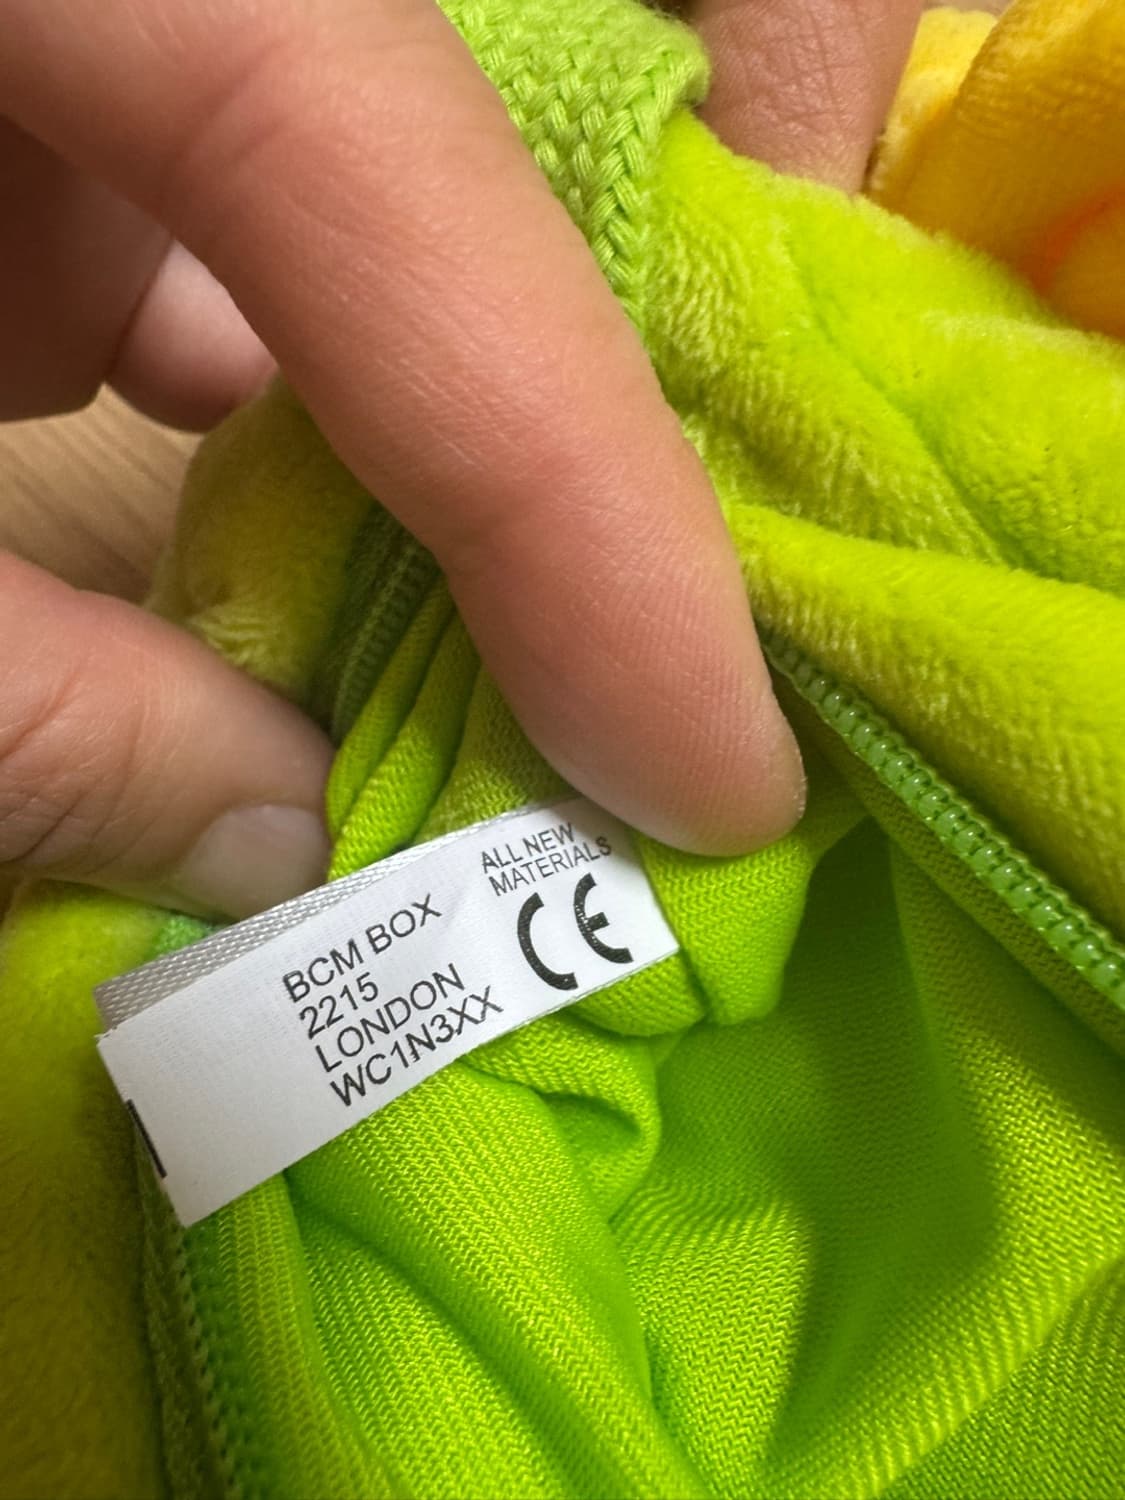 ALL NEW
MATERIALS
CE
BCM BOX
2215
LONDON
WC1N3XX